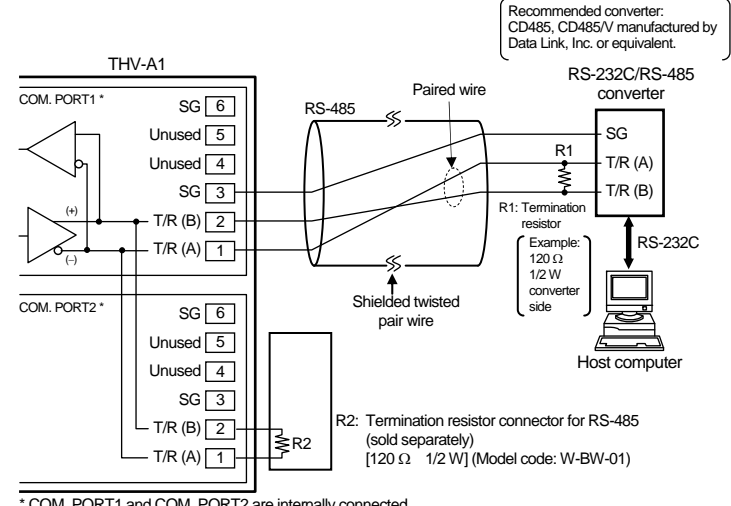 Recommended converter:
CD485, CD485/V manufactured by
Data Link, Inc. or equivalent.
THV-A1
RS-232C/RS-485
converter
COM. PORT1 *
SG 6
Unused 5
Unused 4
SG 3
T/R (B) 2
T/R (A) 1
(+)
(–)
RS-485
Paired wire
Shielded twisted
pair wire
R1
SG
T/R (A)
T/R (B)
R1: Termination
resistor
Example:
120 Ω
1/2 W
converter
side
RS-232C
Host computer
COM. PORT2 *
SG 6
Unused 5
Unused 4
SG 3
T/R (B) 2
T/R (A) 1
R2
R2: Termination resistor connector for RS-485
(sold separately)
[120 Ω 1/2 W] (Model code: W-BW-01)
* COM. PORT1 and COM. PORT2 are internally connected